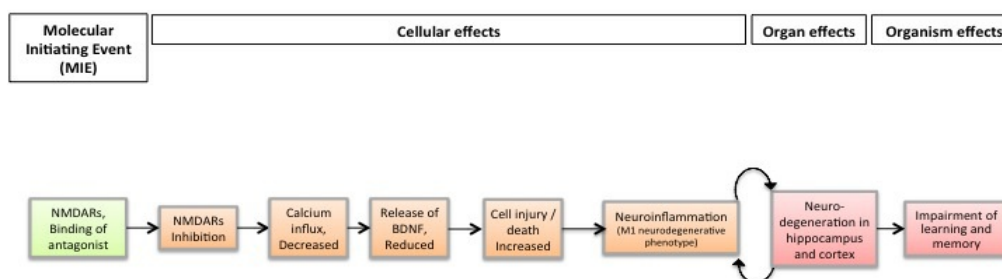 Molecular
Initiating Event
(MIE)
Cellular effects
Organ effects
Organism effects
NMDARs,
Binding of
antagonist
NMDARs
Inhibition
Calcium
influx,
Decreased
Release of
BDNF,
Reduced
Cell injury /
death
Increased
Neuroinflammation
(M1 neurodegenerative
phenotype)
Neuro-
degeneration in
hippocampus
and cortex
Impairment of
learning and
memory